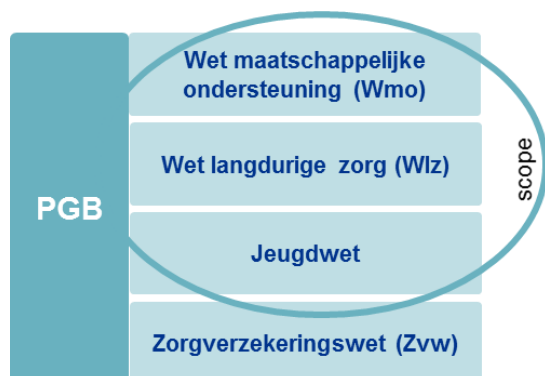 PGB
Wet maatschappelijke
ondersteuning (Wmo)
Wet langdurige zorg (Wlz)
Jeugdwet
Zorgverzekeringswet (Zvw)
scope